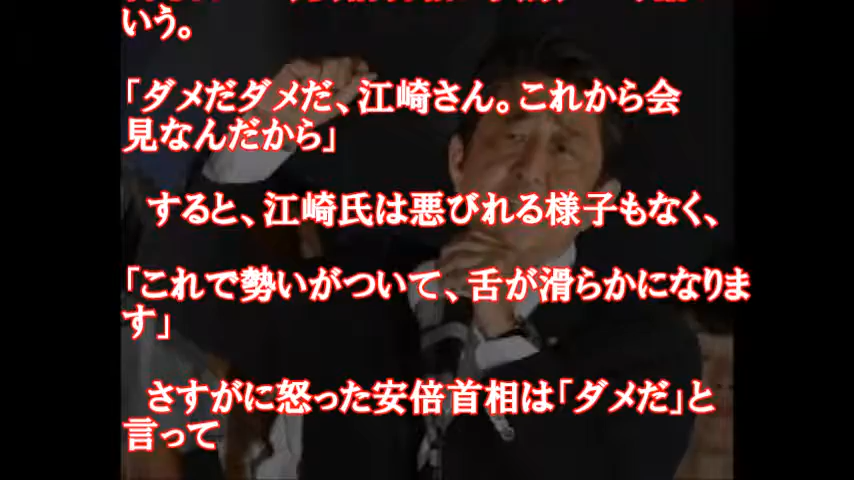 いう。
「ダメだダメだ、江崎さん。これから会
見なんだから」
すると、江崎氏は悪びれる様子もなく、
「これで勢いがついて、舌が滑らかになりま
す」
さすがに怒った安倍首相は「ダメだ」と
言って